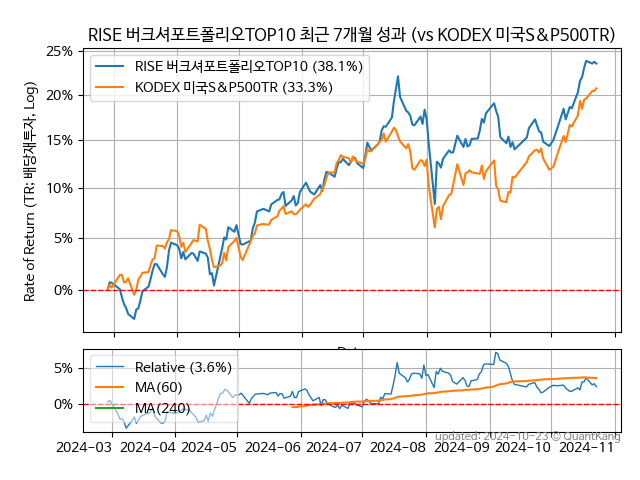 RISE 버크셔포트폴리오TOP10 최근 7개월 성과 (vs KODEX 미국S&P500TR)
Rate of Return (TR: 배당재투자, Log)
25%
20%
15%
10%
5%
0%
RISE 버크셔포트폴리오TOP10 (38.1%)
KODEX 미국S&P500TR (33.3%)
5%
0%
Relative (3.6%)
MA(60)
MA(240)
updated: 2024-10-23 © QuantKang
2024-03 2024-04 2024-05 2024-06 2024-07 2024-08 2024-09 2024-10 2024-11